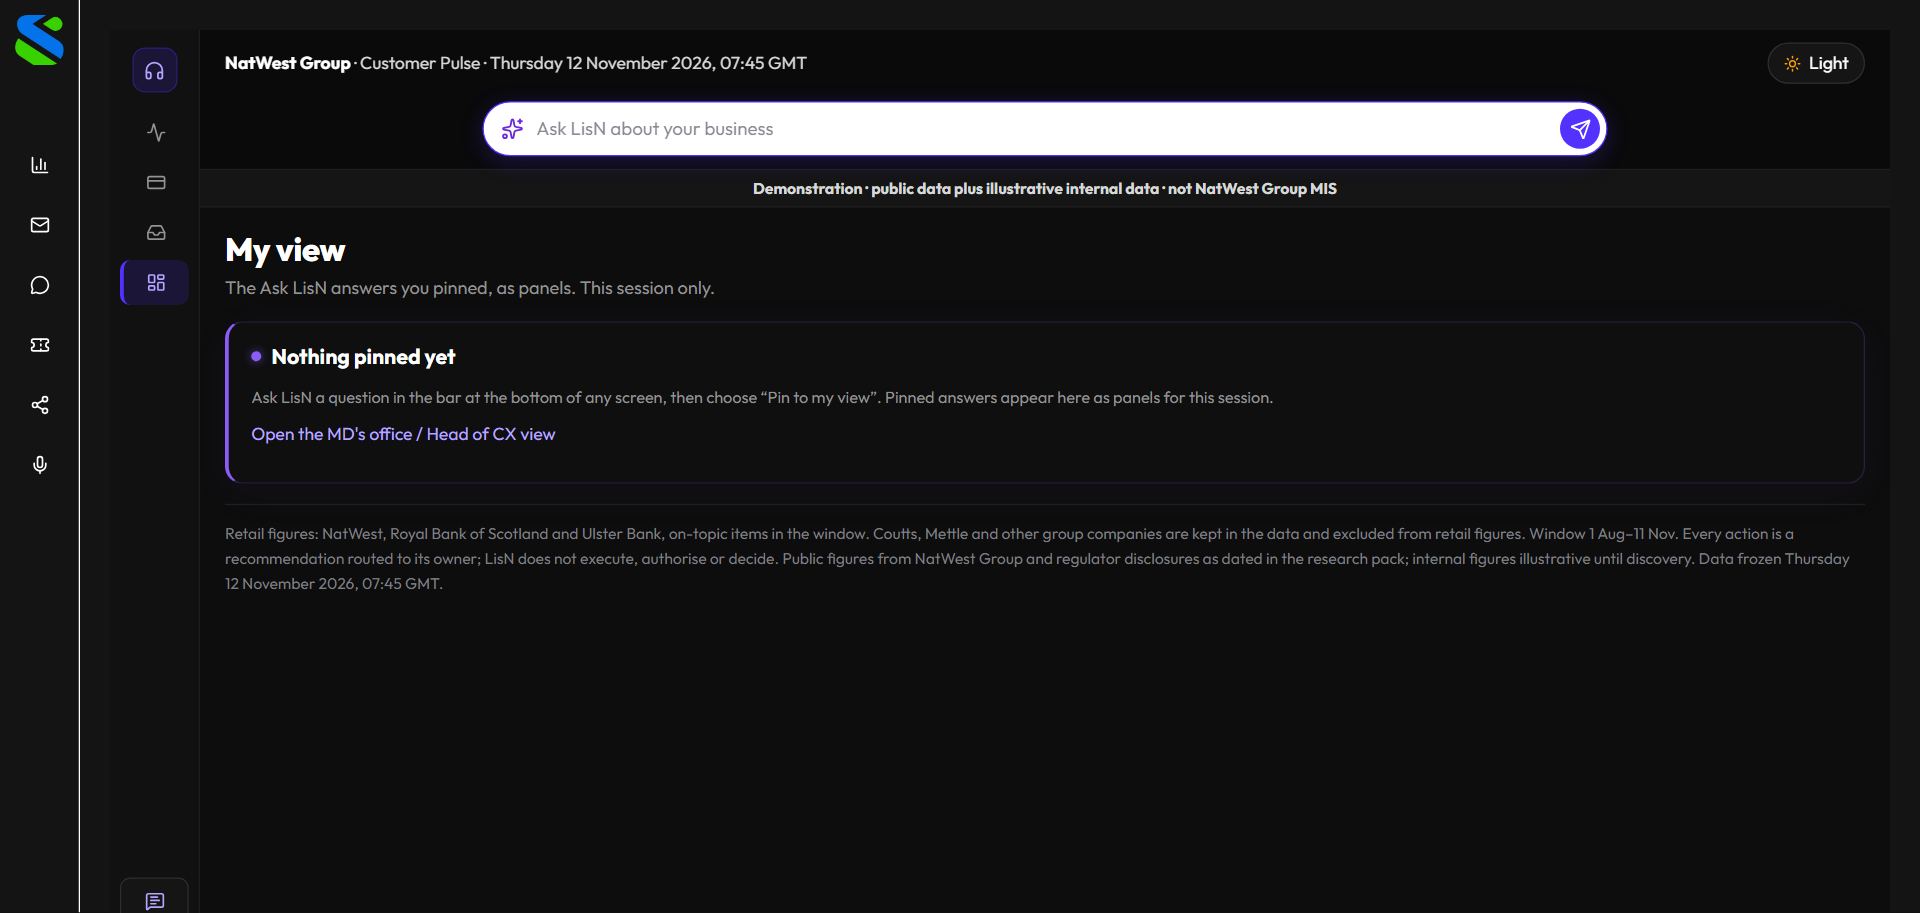 NatWest Group · Customer Pulse · Thursday 12 November 2026, 07:45 GMT
Light
Ask LisN about your business
Demonstration · public data plus illustrative internal data · not NatWest Group MIS
My view
The Ask LisN answers you pinned, as panels. This session only.
Nothing pinned yet
Ask LisN a question in the bar at the bottom of any screen, then choose “Pin to my view”. Pinned answers appear here as panels for this session.
Open the MD's office / Head of CX view
Retail figures: NatWest, Royal Bank of Scotland and Ulster Bank, on-topic items in the window. Coutts, Mettle and other group companies are kept in the data and excluded from retail figures. Window 1 Aug–11 Nov. Every action is a
recommendation routed to its owner; LisN does not execute, authorise or decide. Public figures from NatWest Group and regulator disclosures as dated in the research pack; internal figures illustrative until discovery. Data frozen Thursday
12 November 2026, 07:45 GMT.